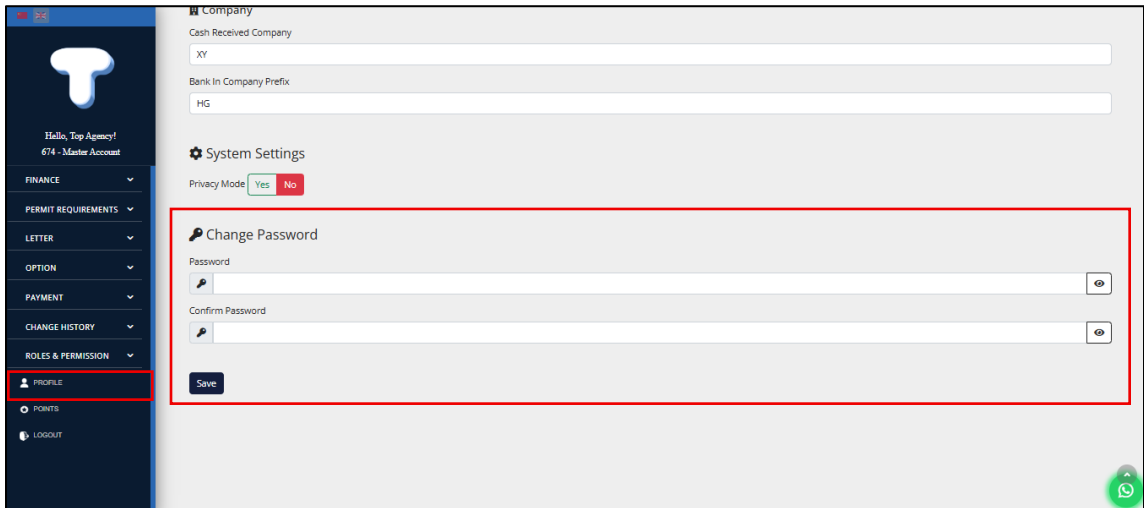 T
Hello, Top Agency!
674 - Master Account
FINANCE
PERMIT REQUIREMENTS
LETTER
OPTION
PAYMENT
CHANGE HISTORY
ROLES & PERMISSION
PROFILE
POINTS
LOGOUT
Company
Cash Received Company
XY
Bank In Company Prefix
HG
System Settings
Privacy Mode Yes No
Change Password
Password
Confirm Password
Save